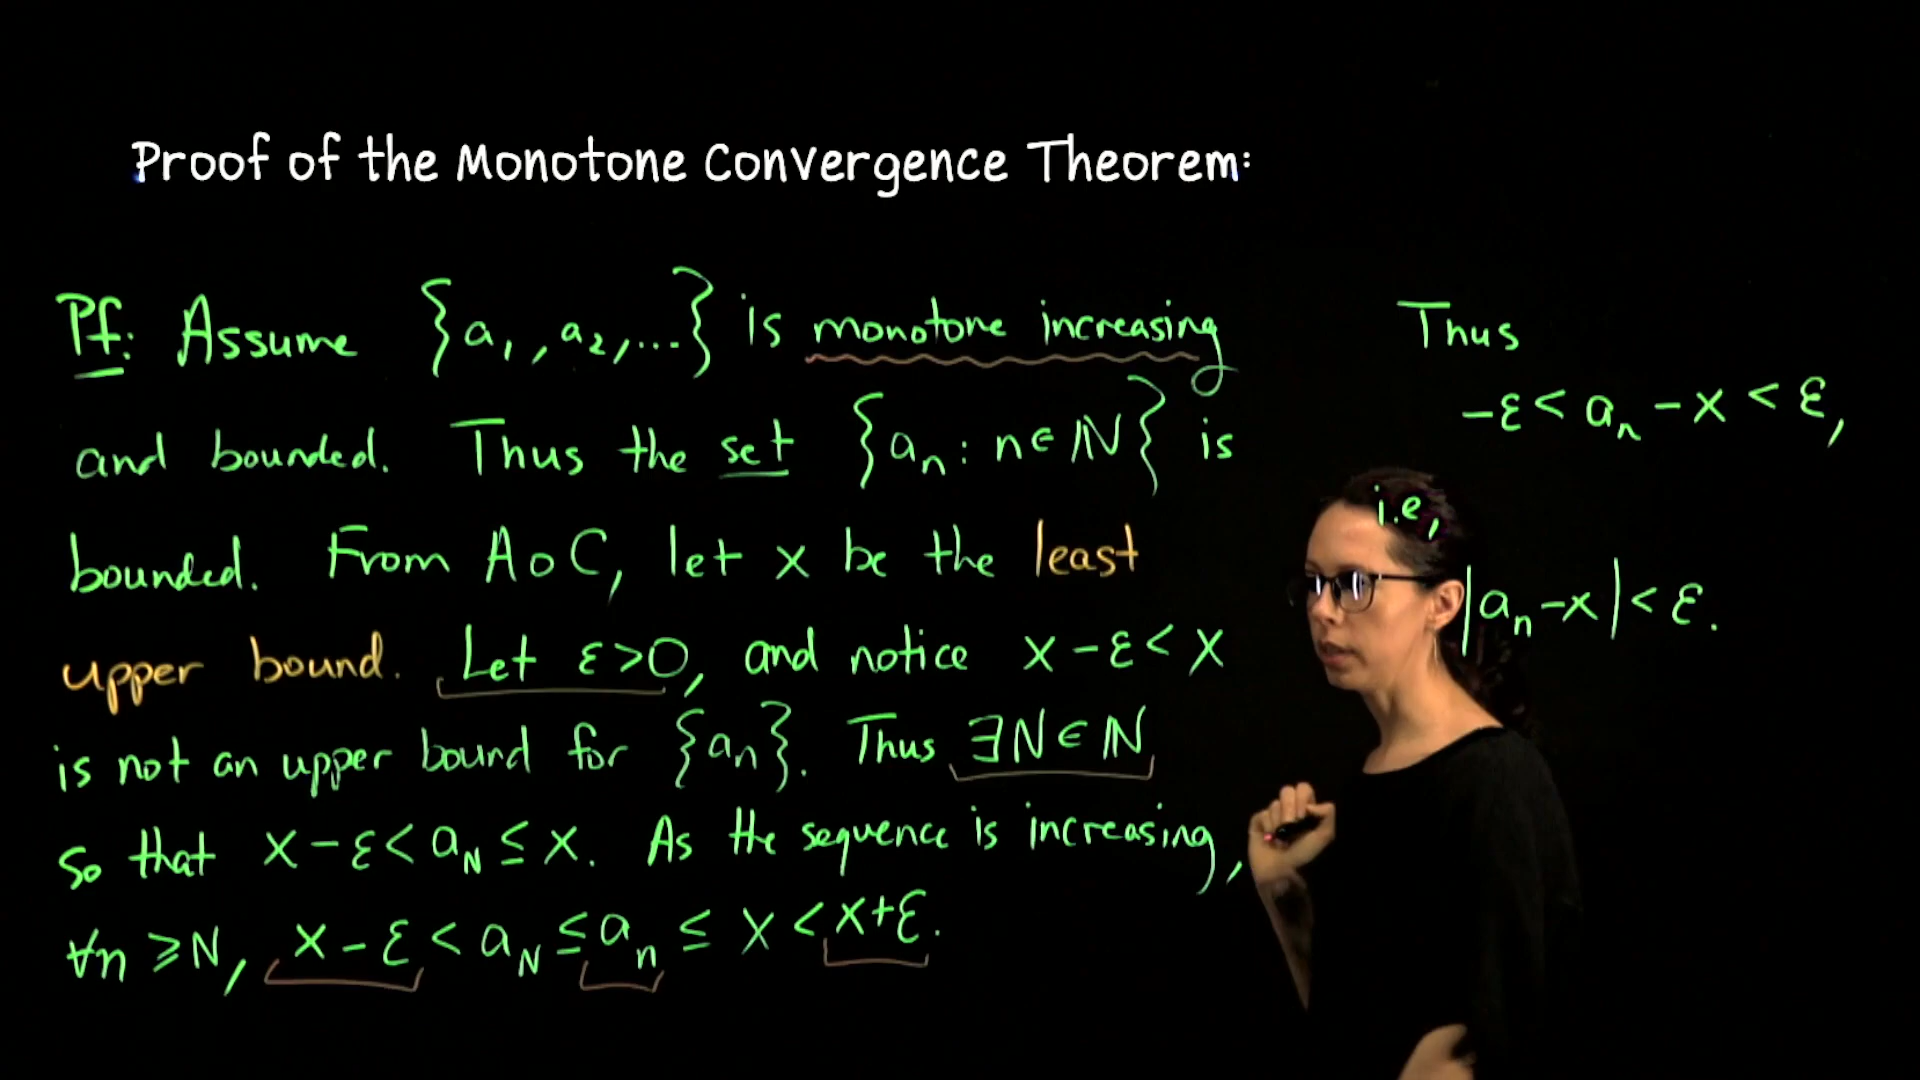 Proof of the Monotone Convergence Theorem:
Pf: Assume {a₁, a₂, ...} is monotone increasing
and bounded. Thus the set {aₙ : n ∈ ℕ} is
bounded. From AoC, let x be the least
upper bound. Let ε>0, and notice x - ε < x
is not an upper bound for {aₙ}. Thus ∃N ∈ ℕ
so that x - ε < a_N ≤ x. As the sequence is increasing,
∀n ⩾ N, x - ε < a_N ≤ aₙ ≤ x < x+ε.
Thus
-ε < aₙ - x < ε,
i.e,
|aₙ - x| < ε.